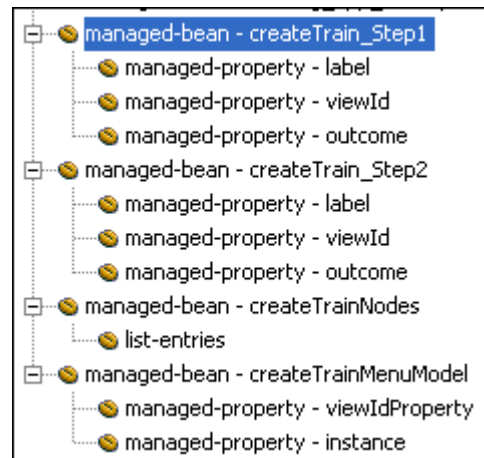 managed-bean - createTrain_Step1
managed-property - label
managed-property - viewId
managed-property - outcome
managed-bean - createTrain_Step2
managed-property - label
managed-property - viewId
managed-property - outcome
managed-bean - createTrainNodes
list-entries
managed-bean - createTrainMenuModel
managed-property - viewIdProperty
managed-property - instance